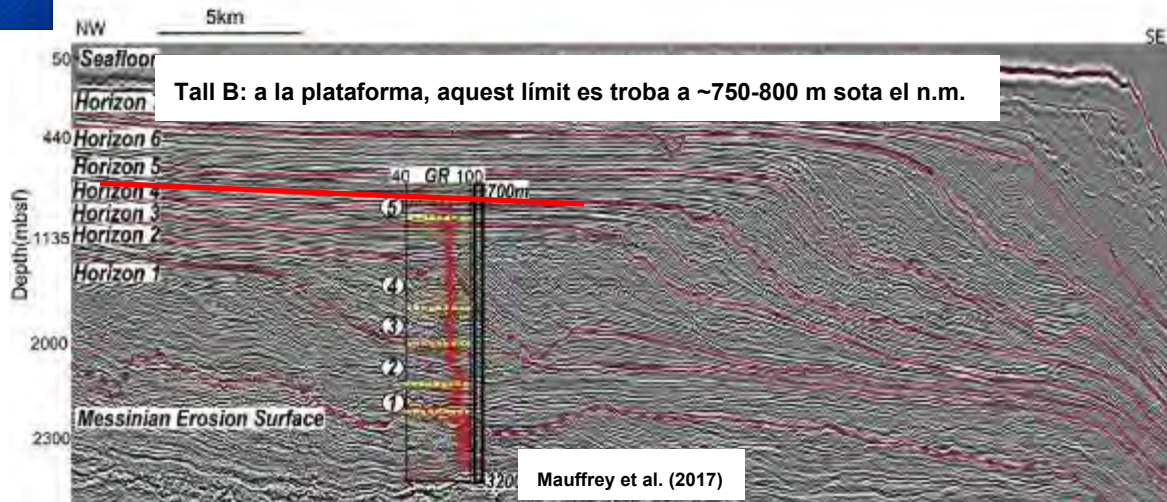 NW
5km
SE
50
Seafloor
Tall B: a la plataforma, aquest límit es troba a ~750-800 m sota el n.m.
Horizon
440
Horizon 6
Horizon 5
40 GR 100
700m
Horizon 4
5
Horizon 3
1135
Horizon 2
Horizon 1
Depth(mbsf)
4
3
2000
2
1
Messinian Erosion Surface
2300
3200
Mauffrey et al. (2017)